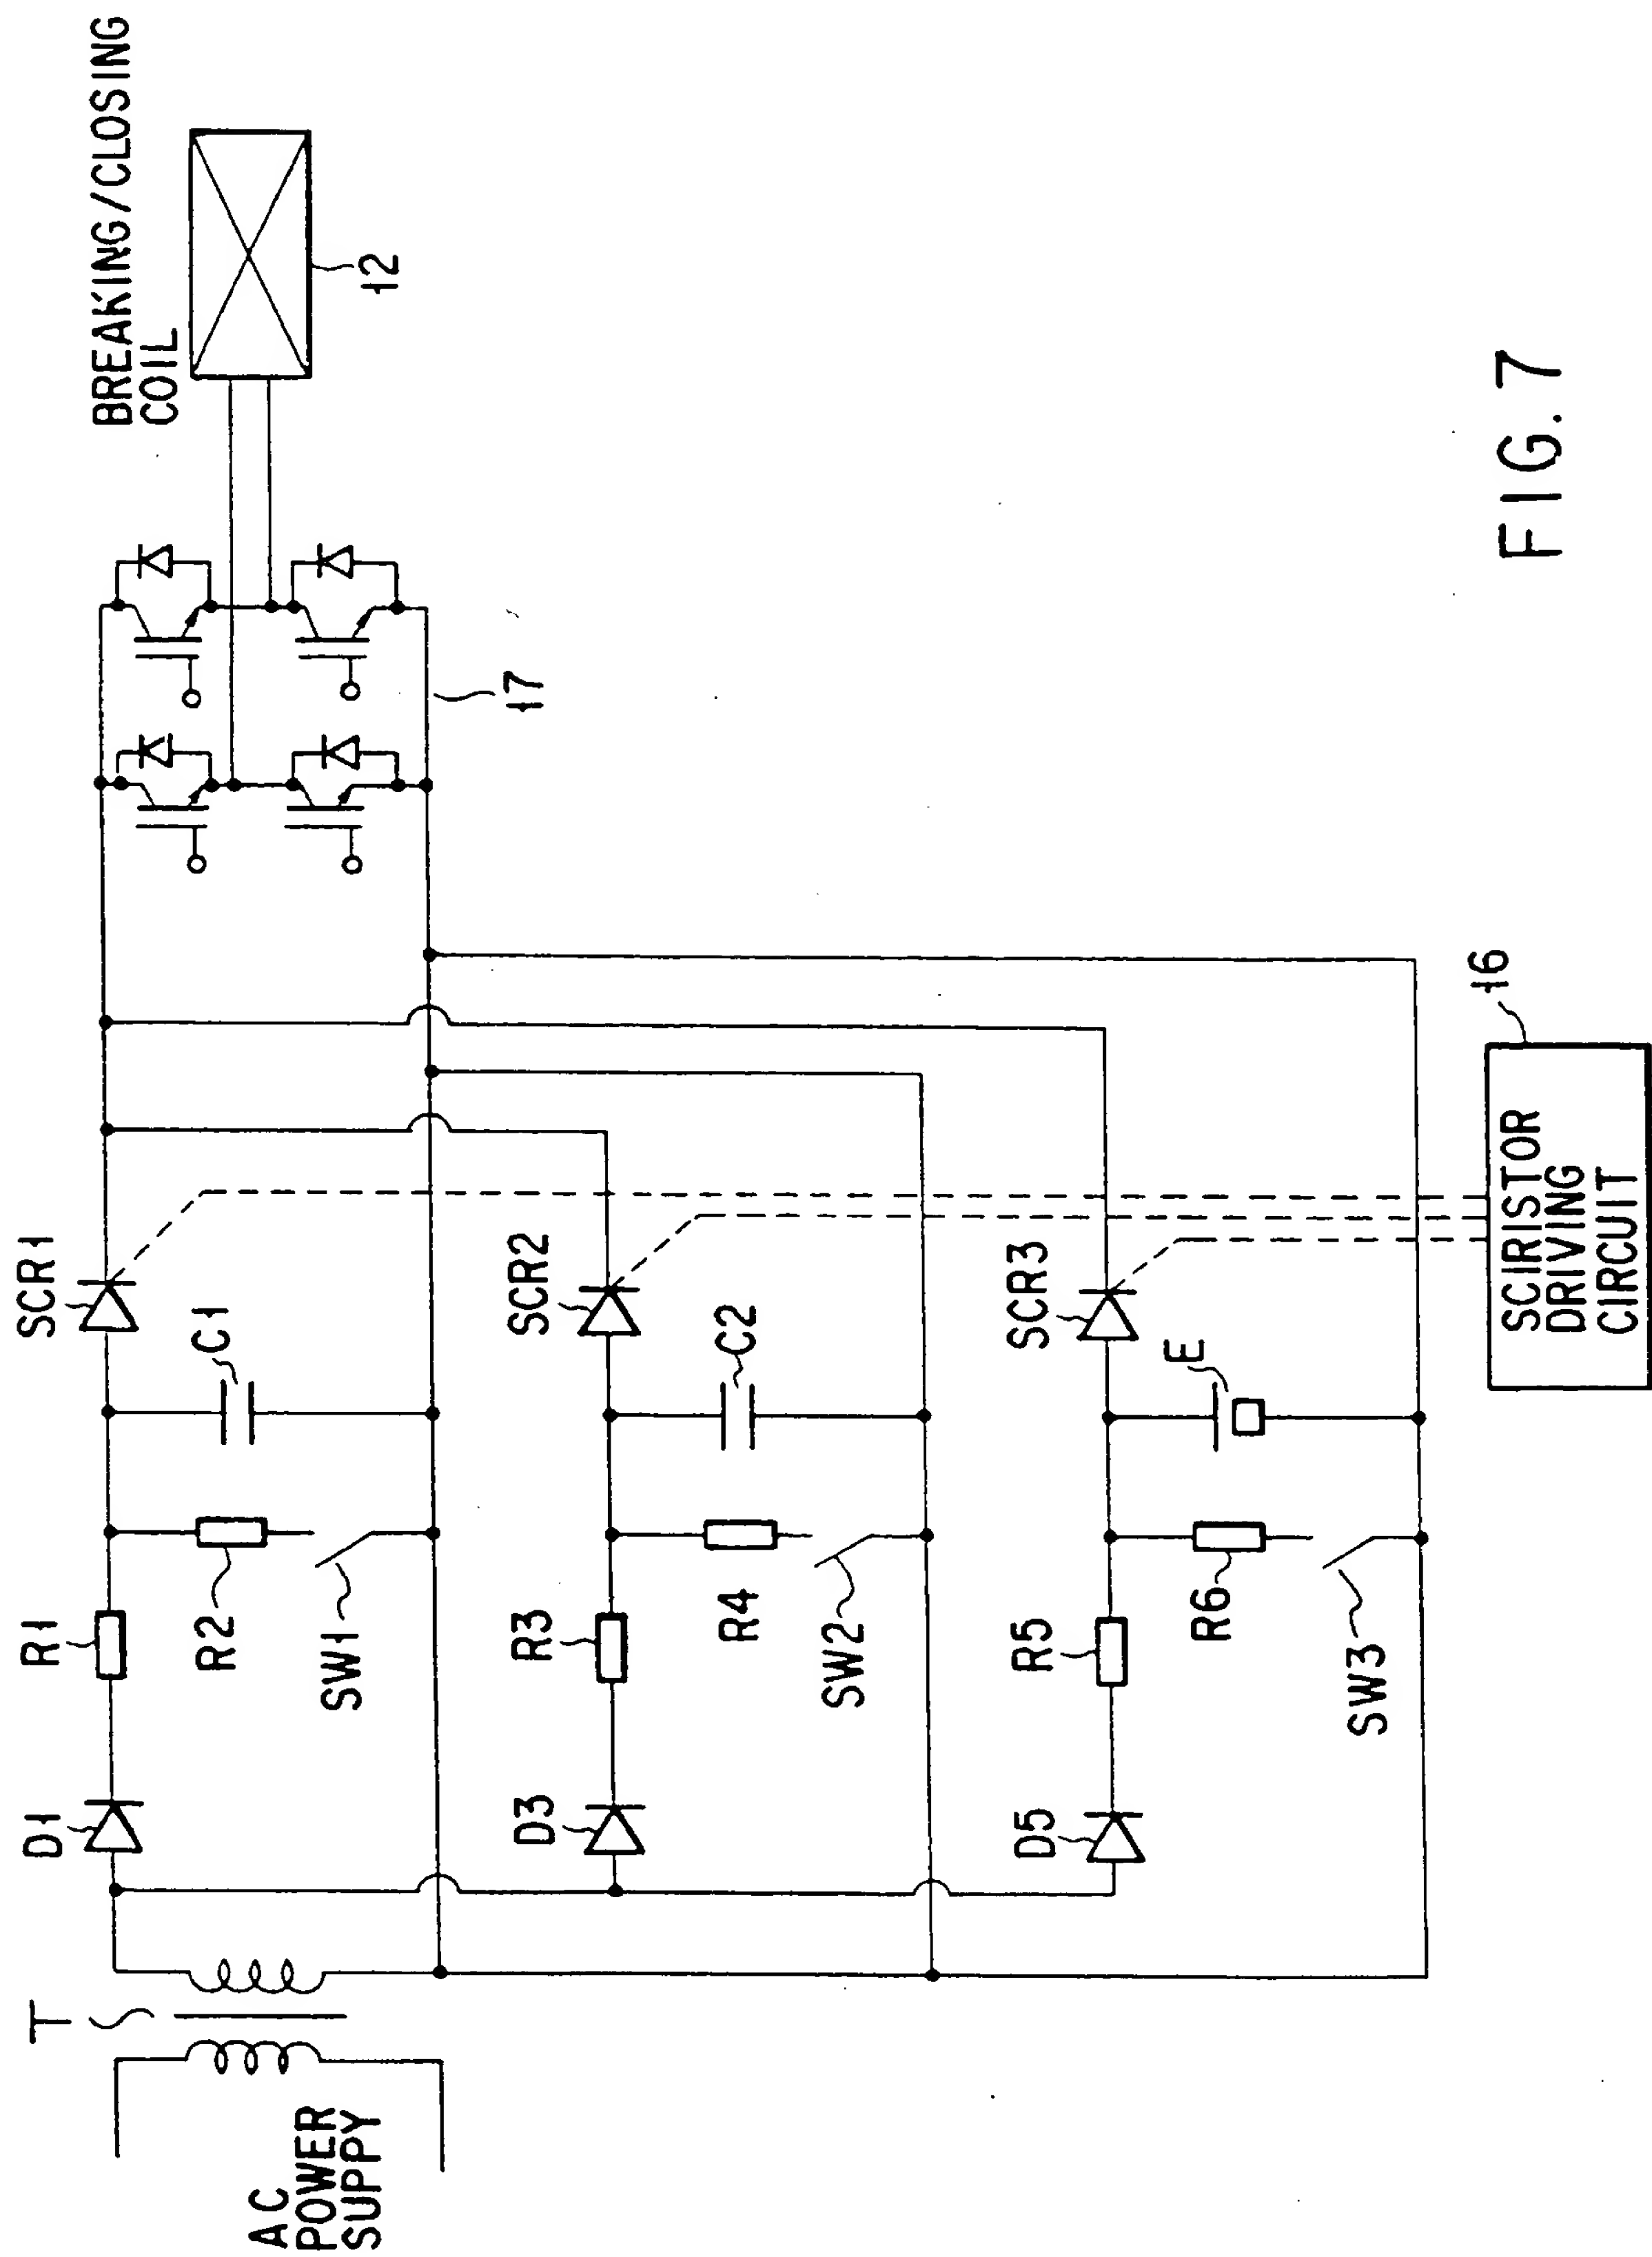 BREAKING/CLOSING
COIL
12
17
T
AC
POWER
SUPPY
D1
R1
R2
SW1
C1
SCR1
D3
R3
R4
SW2
C2
SCR2
D5
R5
R6
SW3
E
SCR3
16
SCIRISTOR
DRIVING
CIRCUIT
FIG. 7